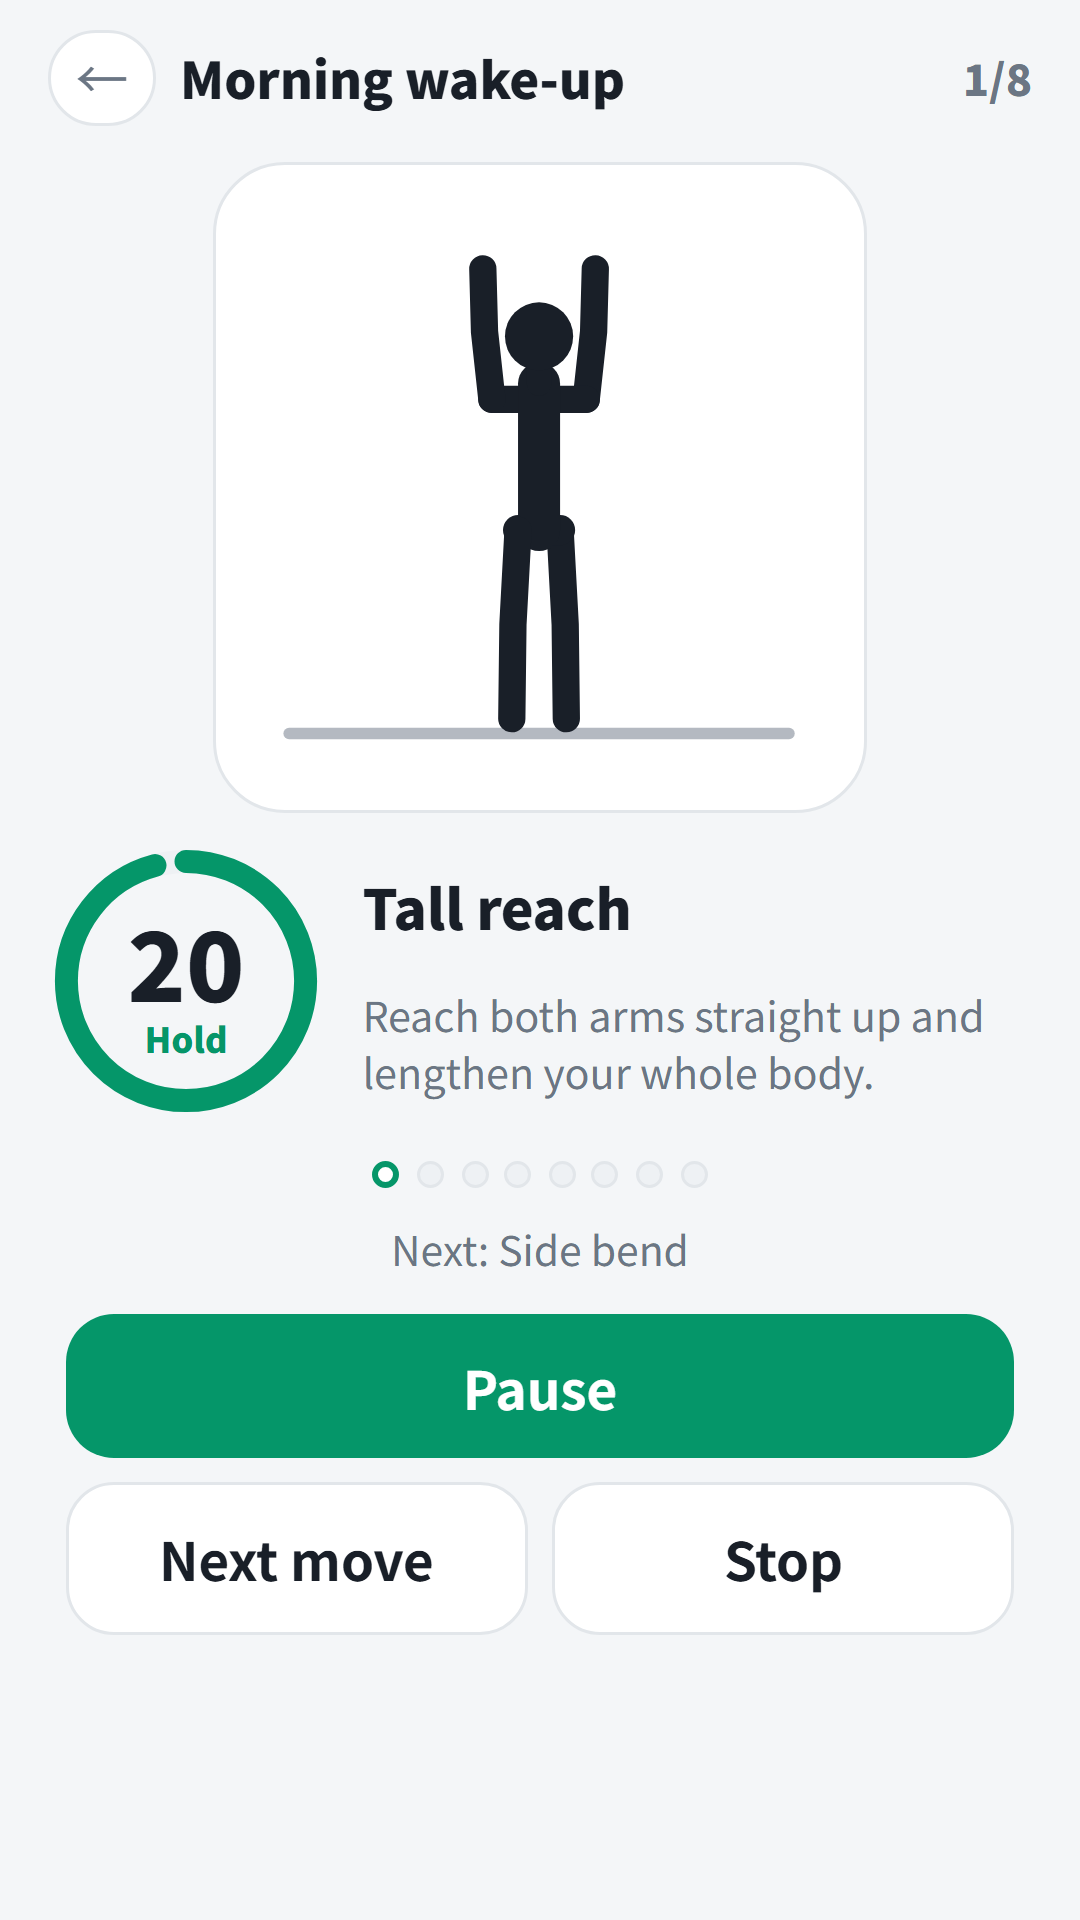 Morning wake-up
1/8
20
Hold
Tall reach
Reach both arms straight up and
lengthen your whole body.
Next: Side bend
Pause
Next move
Stop